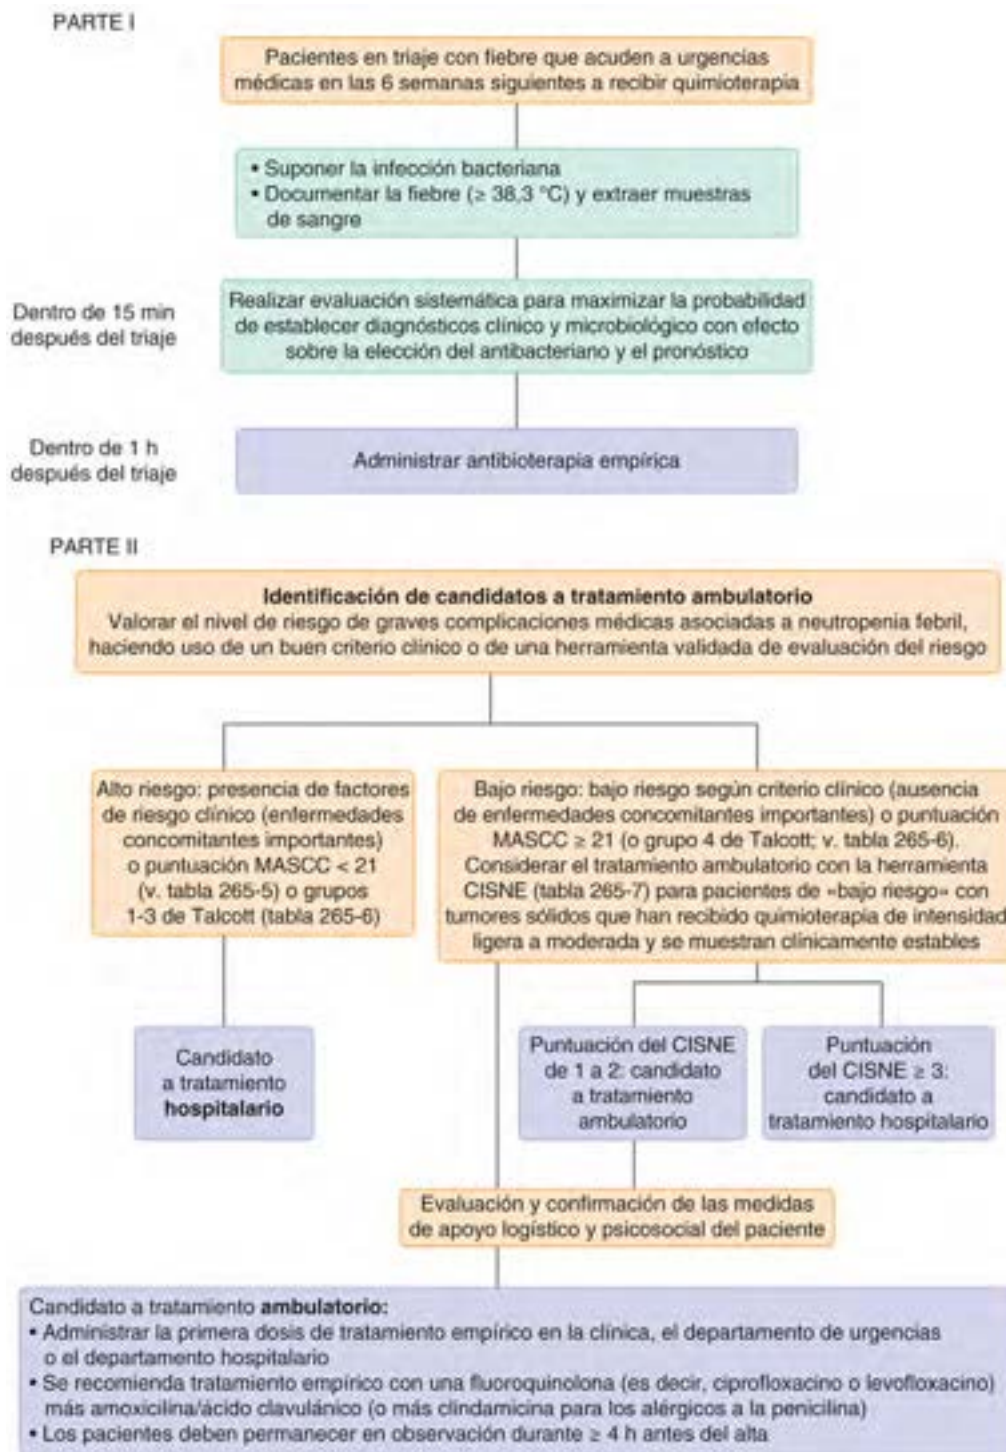 PARTE I
Pacientes en triaje con fiebre que acuden a urgencias
médicas en las 6 semanas siguientes a recibir quimioterapia
• Suponer la infección bacteriana
• Documentar la fiebre (≥ 38,3 °C) y extraer muestras
de sangre
Dentro de 15 min
después del triaje
Realizar evaluación sistemática para maximizar la probabilidad
de establecer diagnósticos clínico y microbiológico con efecto
sobre la elección del antibacteriano y el pronóstico
Dentro de 1 h
después del triaje
Administrar antibioterapia empírica
PARTE II
Identificación de candidatos a tratamiento ambulatorio
Valorar el nivel de riesgo de graves complicaciones médicas asociadas a neutropenia febril,
haciendo uso de un buen criterio clínico o de una herramienta validada de evaluación del riesgo
Alto riesgo: presencia de factores
de riesgo clínico (enfermedades
concomitantes importantes)
o puntuación MASCC < 21
(v. tabla 265-5) o grupos
1-3 de Talcott (tabla 265-6)
Bajo riesgo: bajo riesgo según criterio clínico (ausencia
de enfermedades concomitantes importantes) o puntuación
MASCC ≥ 21 (o grupo 4 de Talcott; v. tabla 265-6).
Considerar el tratamiento ambulatorio con la herramienta
CISNE (tabla 265-7) para pacientes de «bajo riesgo» con
tumores sólidos que han recibido quimioterapia de intensidad
ligera a moderada y se muestran clínicamente estables
Candidato
a tratamiento
hospitalario
Puntuación del CISNE
de 1 a 2: candidato
a tratamiento
ambulatorio
Puntuación
del CISNE ≥ 3:
candidato a
tratamiento hospitalario
Evaluación y confirmación de las medidas
de apoyo logístico y psicosocial del paciente
Candidato a tratamiento ambulatorio:
• Administrar la primera dosis de tratamiento empírico en la clínica, el departamento de urgencias
o el departamento hospitalario
• Se recomienda tratamiento empírico con una fluoroquinolona (es decir, ciprofloxacino o levofloxacino)
más amoxicilina/ácido clavulánico (o más clindamicina para los alérgicos a la penicilina)
• Los pacientes deben permanecer en observación durante ≥ 4 h antes del alta